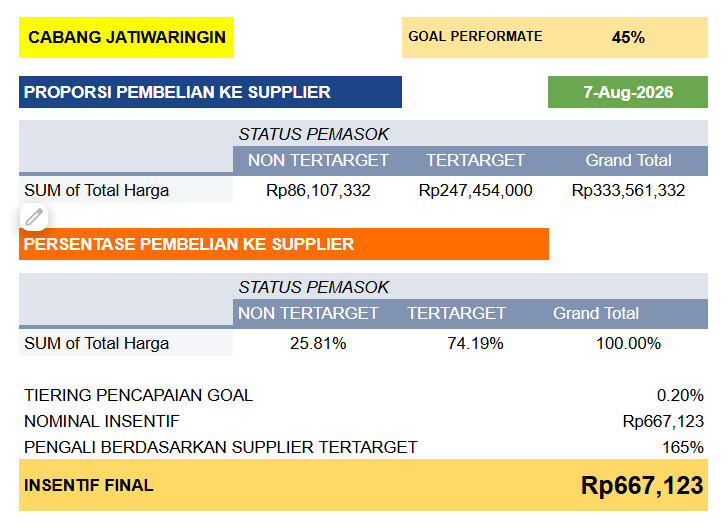 CABANG JATIWARINGIN GOAL PERFORMATE 45%
PROPORSI PEMBELIAN KE SUPPLIER 7-Aug-2026
STATUS PEMASOK
NON TERTARGET TERTARGET Grand Total
SUM of Total Harga Rp86,107,332 Rp247,454,000 Rp333,561,332
PERSENTASE PEMBELIAN KE SUPPLIER
STATUS PEMASOK
NON TERTARGET TERTARGET Grand Total
SUM of Total Harga 25.81% 74.19% 100.00%
TIERING PENCAPAIAN GOAL 0.20%
NOMINAL INSENTIF Rp667,123
PENGALI BERDASARKAN SUPPLIER TERTARGET 165%
INSENTIF FINAL Rp667,123